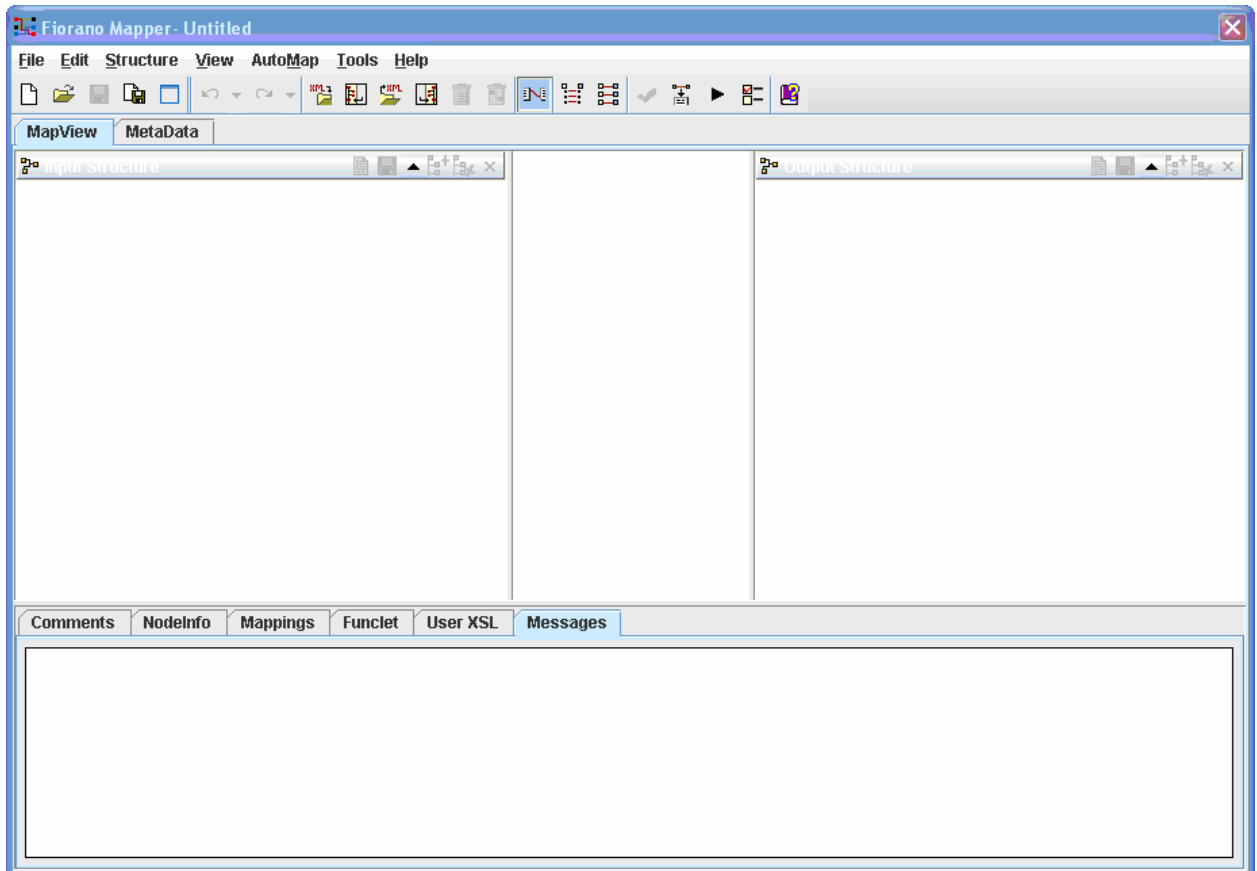 Fiorano Mapper- Untitled
File Edit Structure View AutoMap Tools Help
MapView MetaData
Input Structure Output Structure
Comments NodeInfo Mappings Funclet User XSL Messages